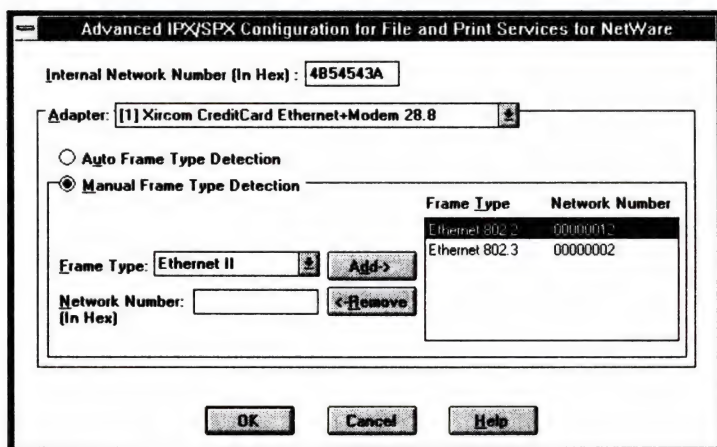 Advanced IPX/SPX Configuration for File and Print Services for NetWare
Internal Network Number (In Hex) : 4B54543A
Adapter: [1] Xircom CreditCard Ethernet+Modem 28.8
Auto Frame Type Detection
Manual Frame Type Detection
Frame Type Network Number
Ethernet 802.2 00000012
Ethernet 802.3 00000002
Frame Type: Ethernet II Add->
Network Number: <-Remove
(In Hex)
OK Cancel Help